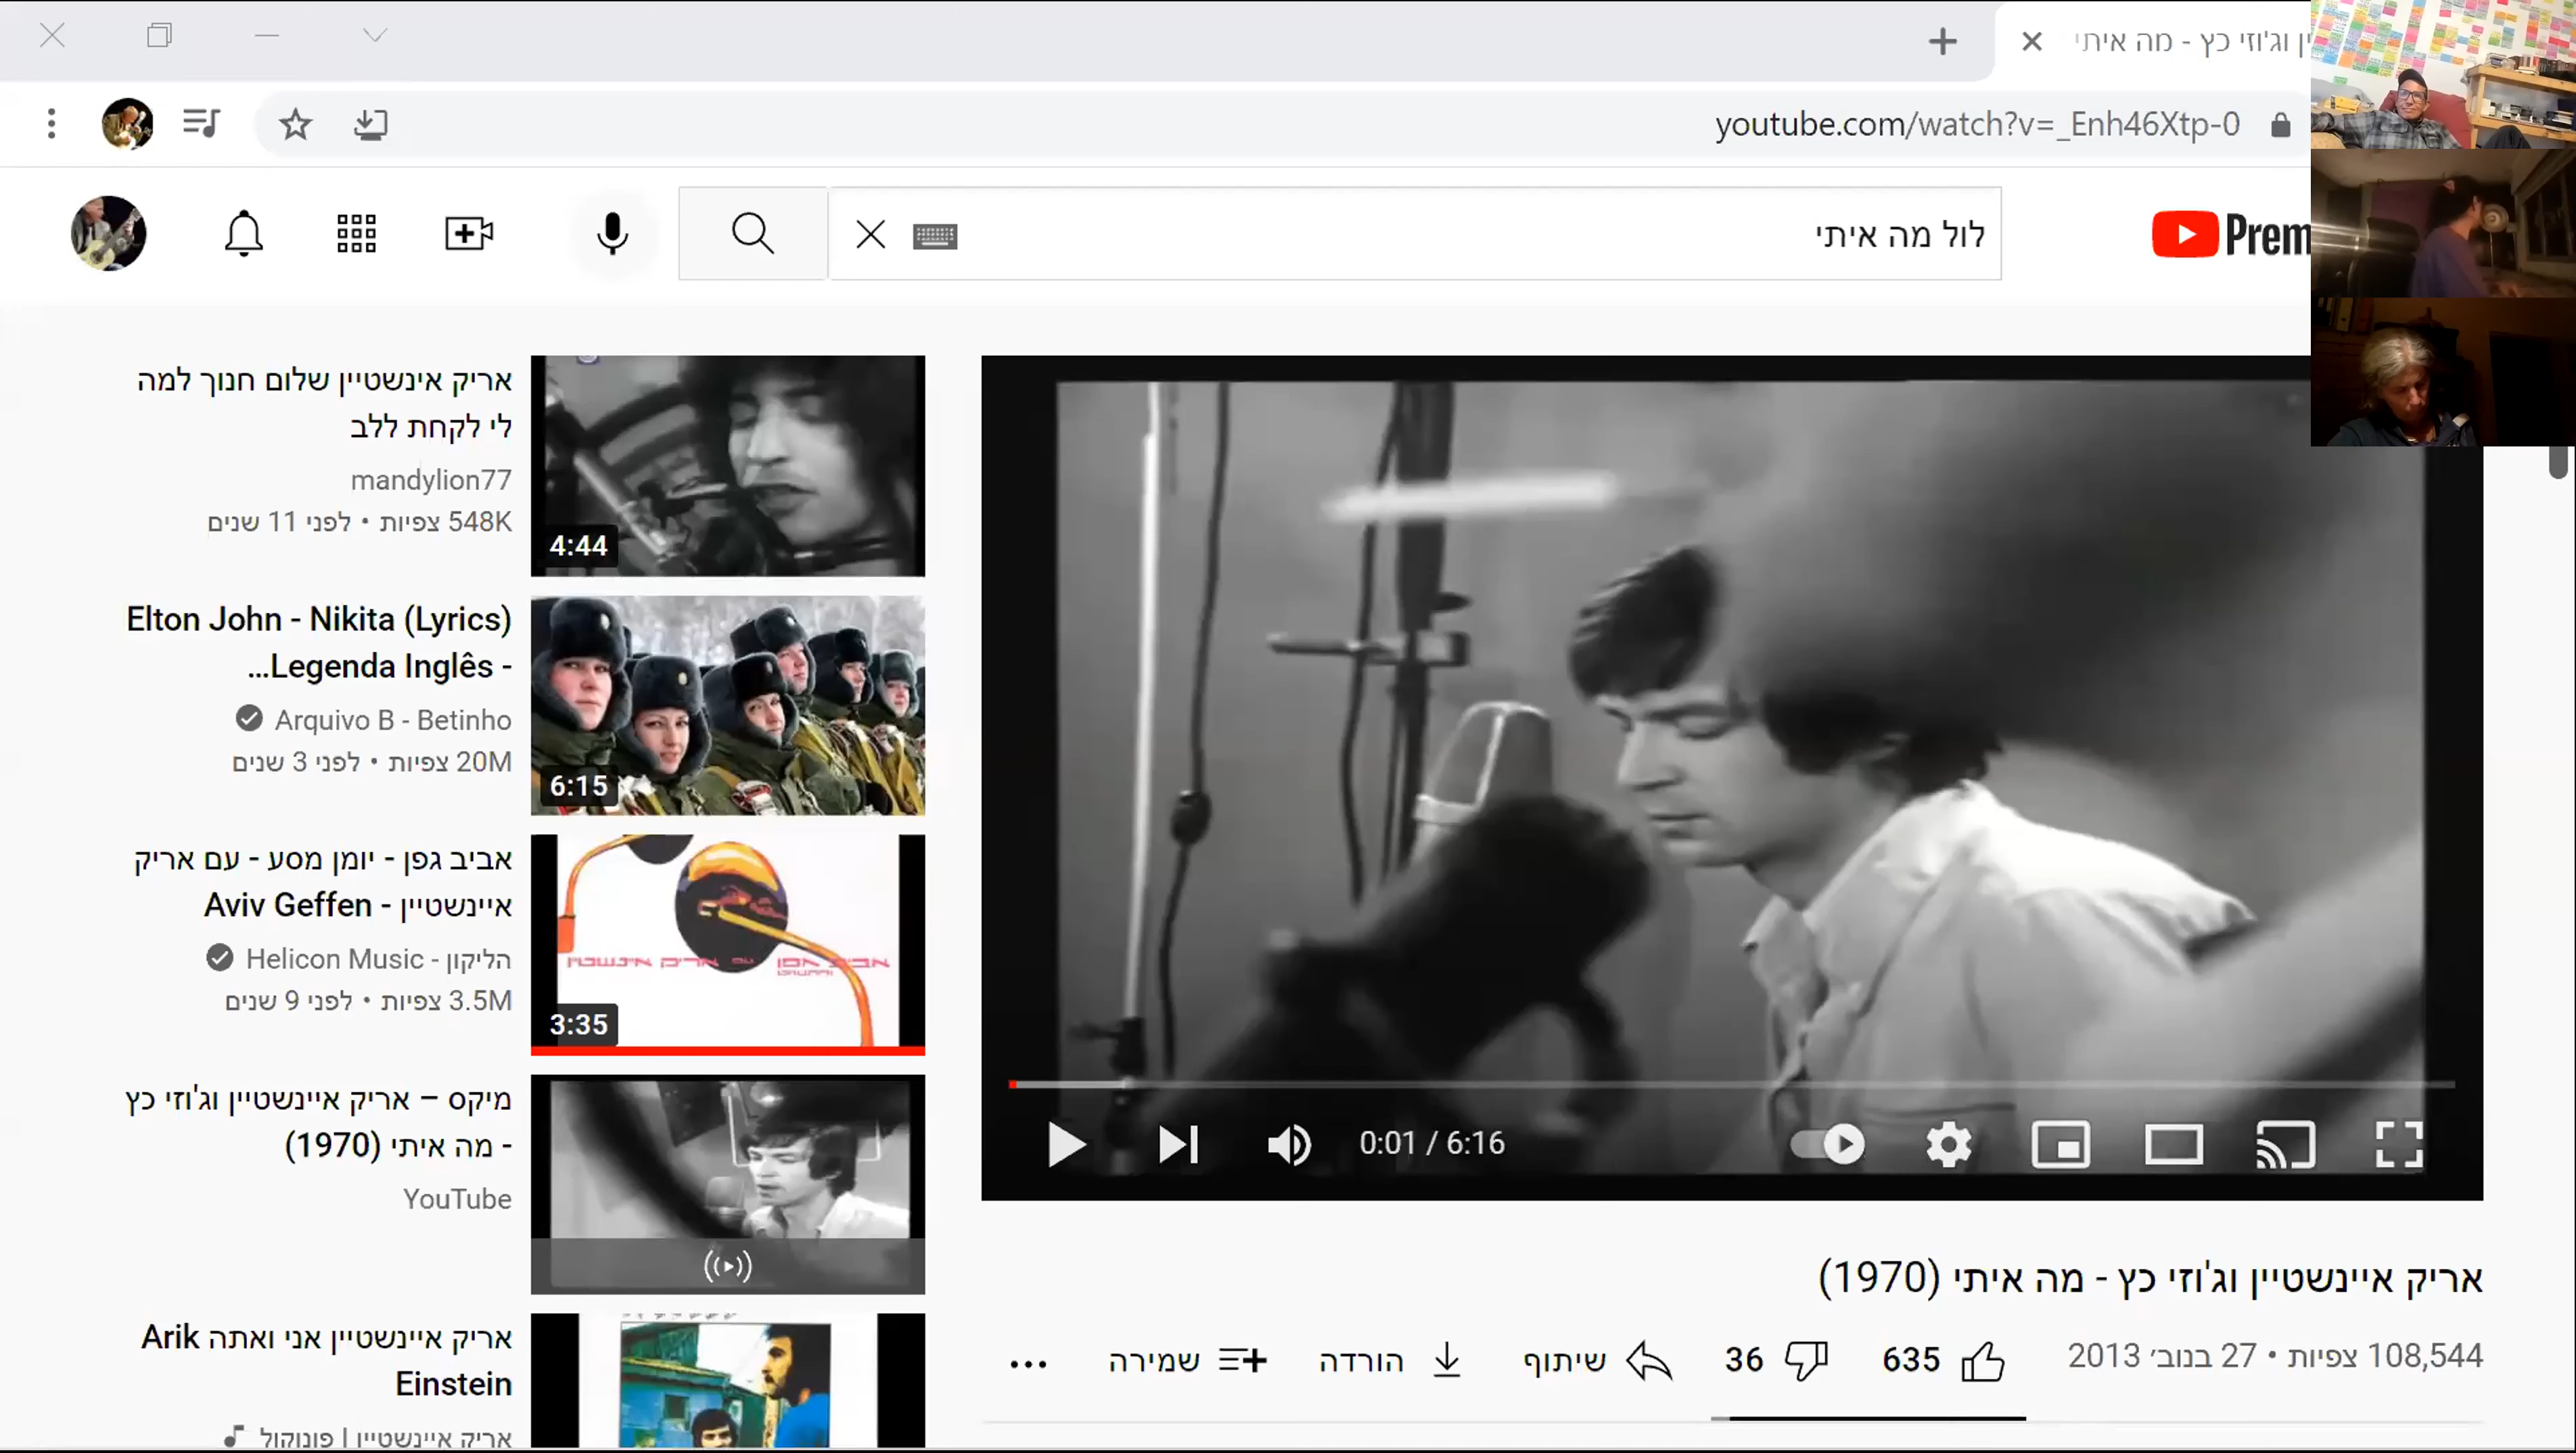 ין וג'וזי כץ - מה איתי
youtube.com/watch?v=_Enh46Xtp-0
Prem
לול מה איתי
0:01 / 6:16
אריק איינשטיין וג'וזי כץ - מה איתי (1970)
108,544 צפיות • 27 בנוב׳ 2013
635
36
שיתוף
הורדה
שמירה
4:44
אריק אינשטיין שלום חנוך למה
לי לקחת ללב
mandylion77
548K צפיות • לפני 11 שנים
6:15
Elton John - Nikita (Lyrics)
- Legenda Inglês...
Arquivo B - Betinho
20M צפיות • לפני 3 שנים
3:35
אביב גפן - יומן מסע - עם אריק
איינשטיין - Aviv Geffen
הליקון - Helicon Music
3.5M צפיות • לפני 9 שנים
מיקס – אריק איינשטיין וג'וזי כץ
- מה איתי (1970)
YouTube
אריק איינשטיין אני ואתה Arik
Einstein
אריק איינשטיין | פונוקול